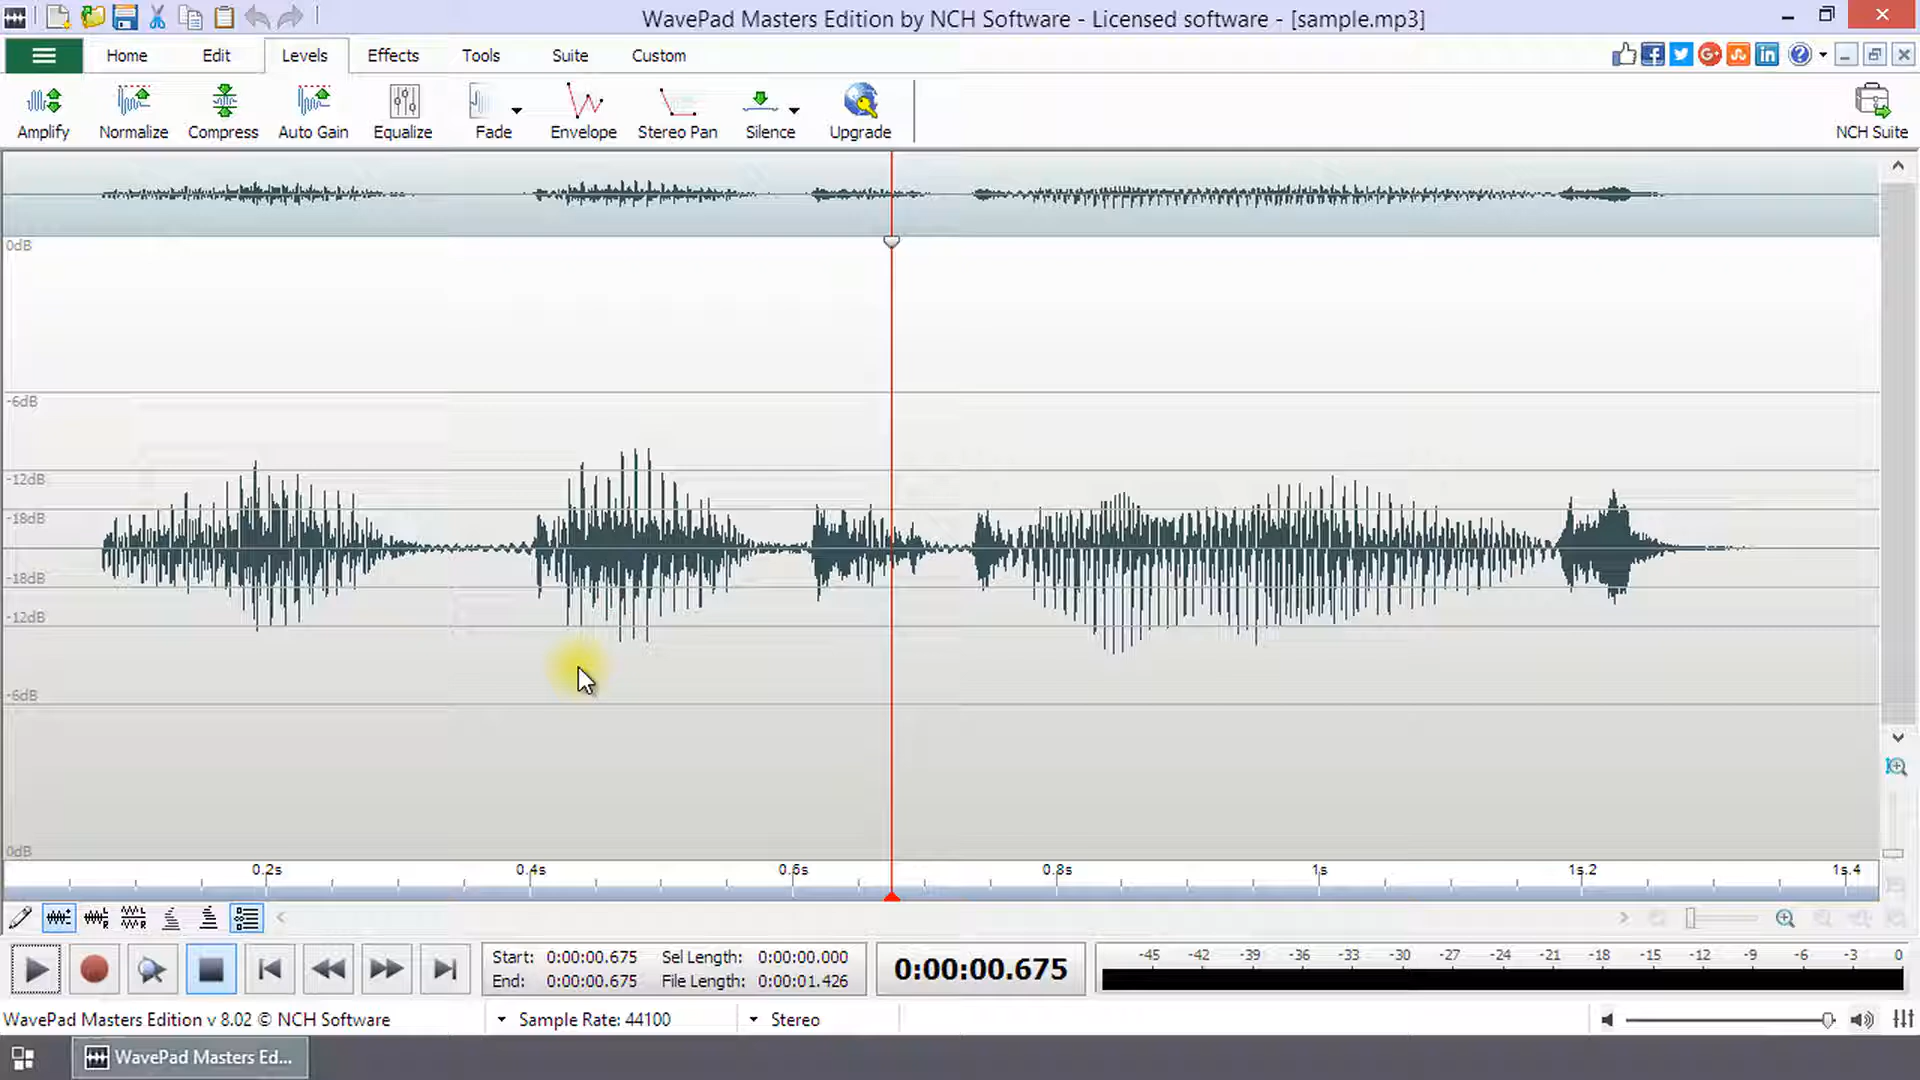 WavePad Masters Edition by NCH Software - Licensed software - [sample.mp3]
Home Edit Levels Effects Tools Suite Custom
Amplify Normalize Compress Auto Gain Equalize Fade Envelope Stereo Pan Silence Upgrade NCH Suite
0dB
-6dB
-12dB
-18dB
-18dB
-12dB
-6dB
0dB
0.2s 0.4s 0.6s 0.8s 1s 1s.2 1s.4
Start: 0:00:00.675 Sel Length: 0:00:00.000
End: 0:00:00.675 File Length: 0:00:01.426
0:00:00.675
-45 -42 -39 -36 -33 -30 -27 -24 -21 -18 -15 -12 -9 -6 -3 0
WavePad Masters Edition v 8.02 © NCH Software Sample Rate: 44100 Stereo
WavePad Masters Ed...